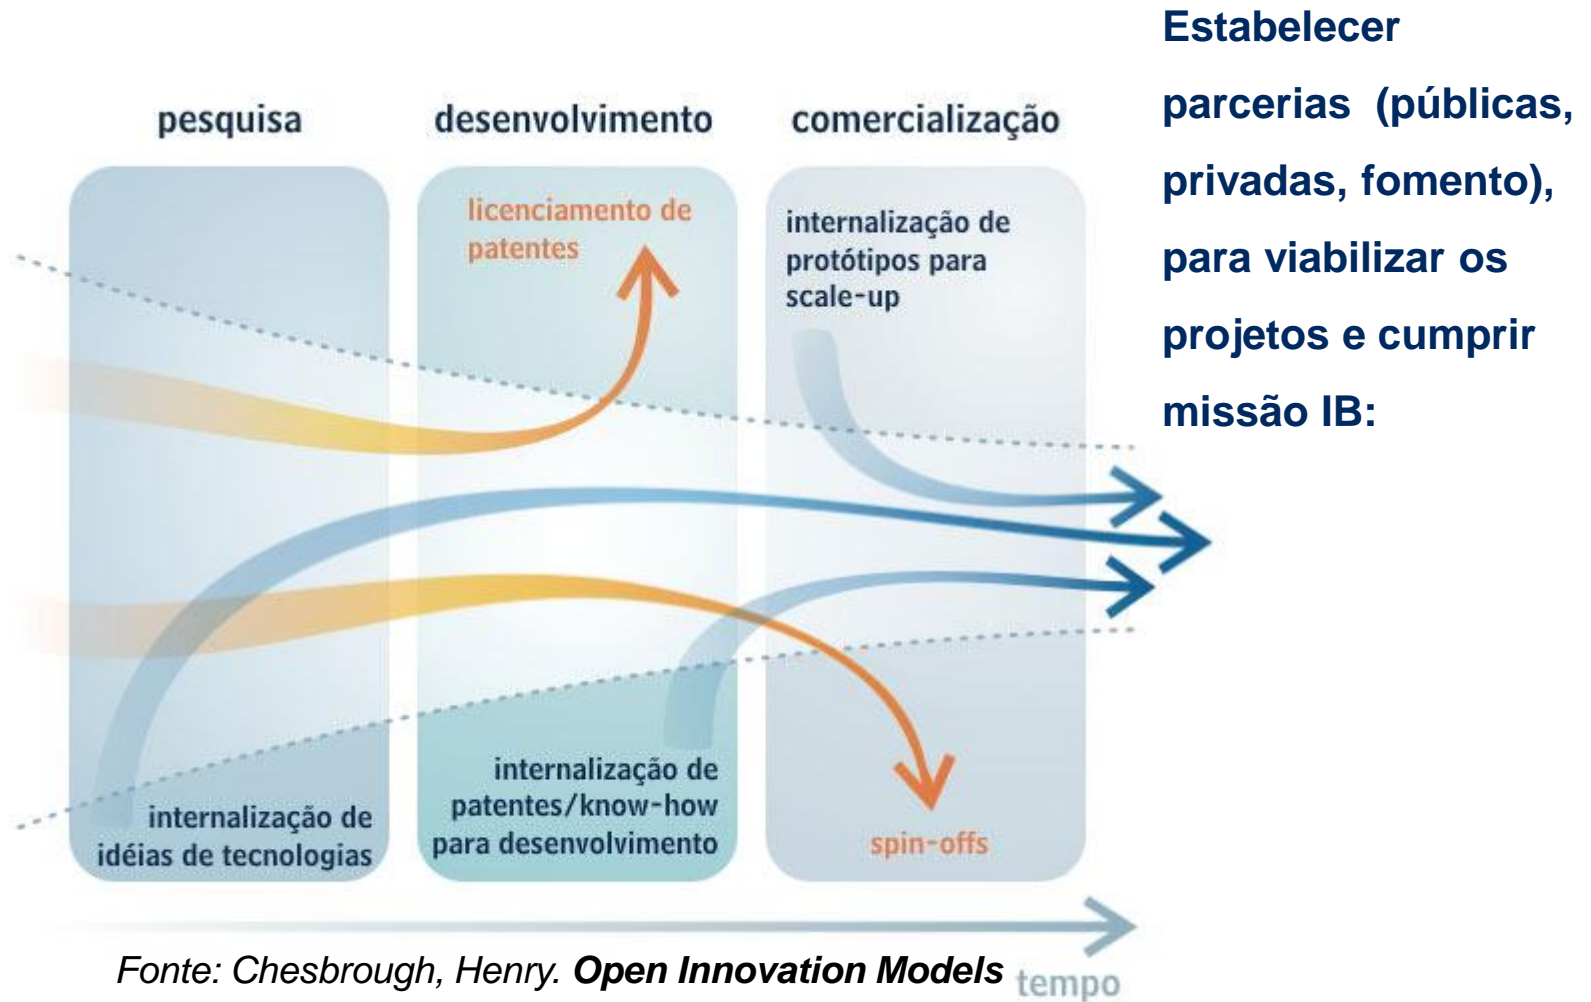 Estabelecer
parcerias (públicas,
privadas, fomento),
para viabilizar os
projetos e cumprir
missão IB:
pesquisa
desenvolvimento
comercialização
licenciamento de
patentes
internalização de
protótipos para
scale-up
internalização de
idéias de tecnologias
internalização de
patentes/know-how
para desenvolvimento
spin-offs
Fonte: Chesbrough, Henry. Open Innovation Models
tempo